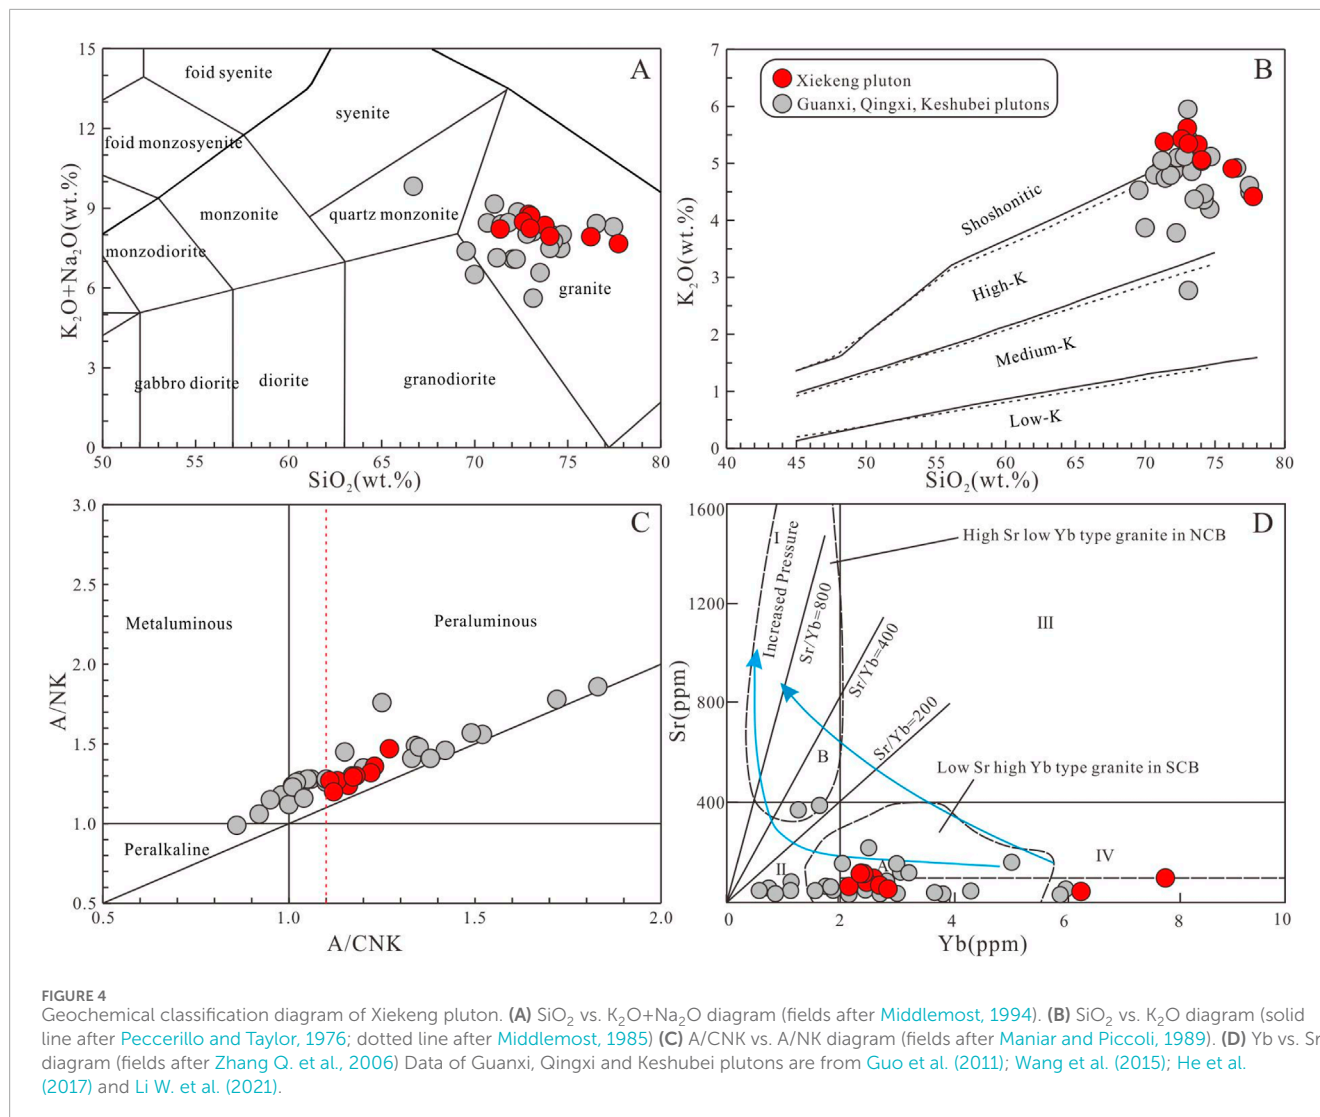 15
12
9
6
3
0
50
55
60
65
70
75
80
K₂O+Na₂O(wt.%)
SiO₂(wt.%)
A
foid syenite
syenite
foid monzosyenite
monzonite
quartz monzonite
monzodiorite
granite
gabbro diorite
diorite
granodiorite
7
6
5
4
3
2
1
0
40
45
50
55
60
65
70
75
80
K₂O(wt.%)
SiO₂(wt.%)
B
Xiekeng pluton
Guanxi, Qingxi, Keshubei plutons
Shoshonitic
High-K
Medium-K
Low-K
3.0
2.5
2.0
1.5
1.0
0.5
0.5
1.0
1.5
2.0
A/NK
A/CNK
C
Metaluminous
Peraluminous
Peralkaline
1600
1200
800
400
0
2
4
6
8
10
Sr(ppm)
Yb(ppm)
D
I
Increased Pressure
Sr/Yb=800
Sr/Yb=400
Sr/Yb=200
High Sr low Yb type granite in NCB
III
B
Low Sr high Yb type granite in SCB
II
A
IV
FIGURE 4
Geochemical classification diagram of Xiekeng pluton. (A) SiO₂ vs. K₂O+Na₂O diagram (fields after Middlemost, 1994). (B) SiO₂ vs. K₂O diagram (solid
line after Peccerillo and Taylor, 1976; dotted line after Middlemost, 1985) (C) A/CNK vs. A/NK diagram (fields after Maniar and Piccoli, 1989). (D) Yb vs. Sr
diagram (fields after Zhang Q. et al., 2006) Data of Guanxi, Qingxi and Keshubei plutons are from Guo et al. (2011); Wang et al. (2015); He et al.
(2017) and Li W. et al. (2021).